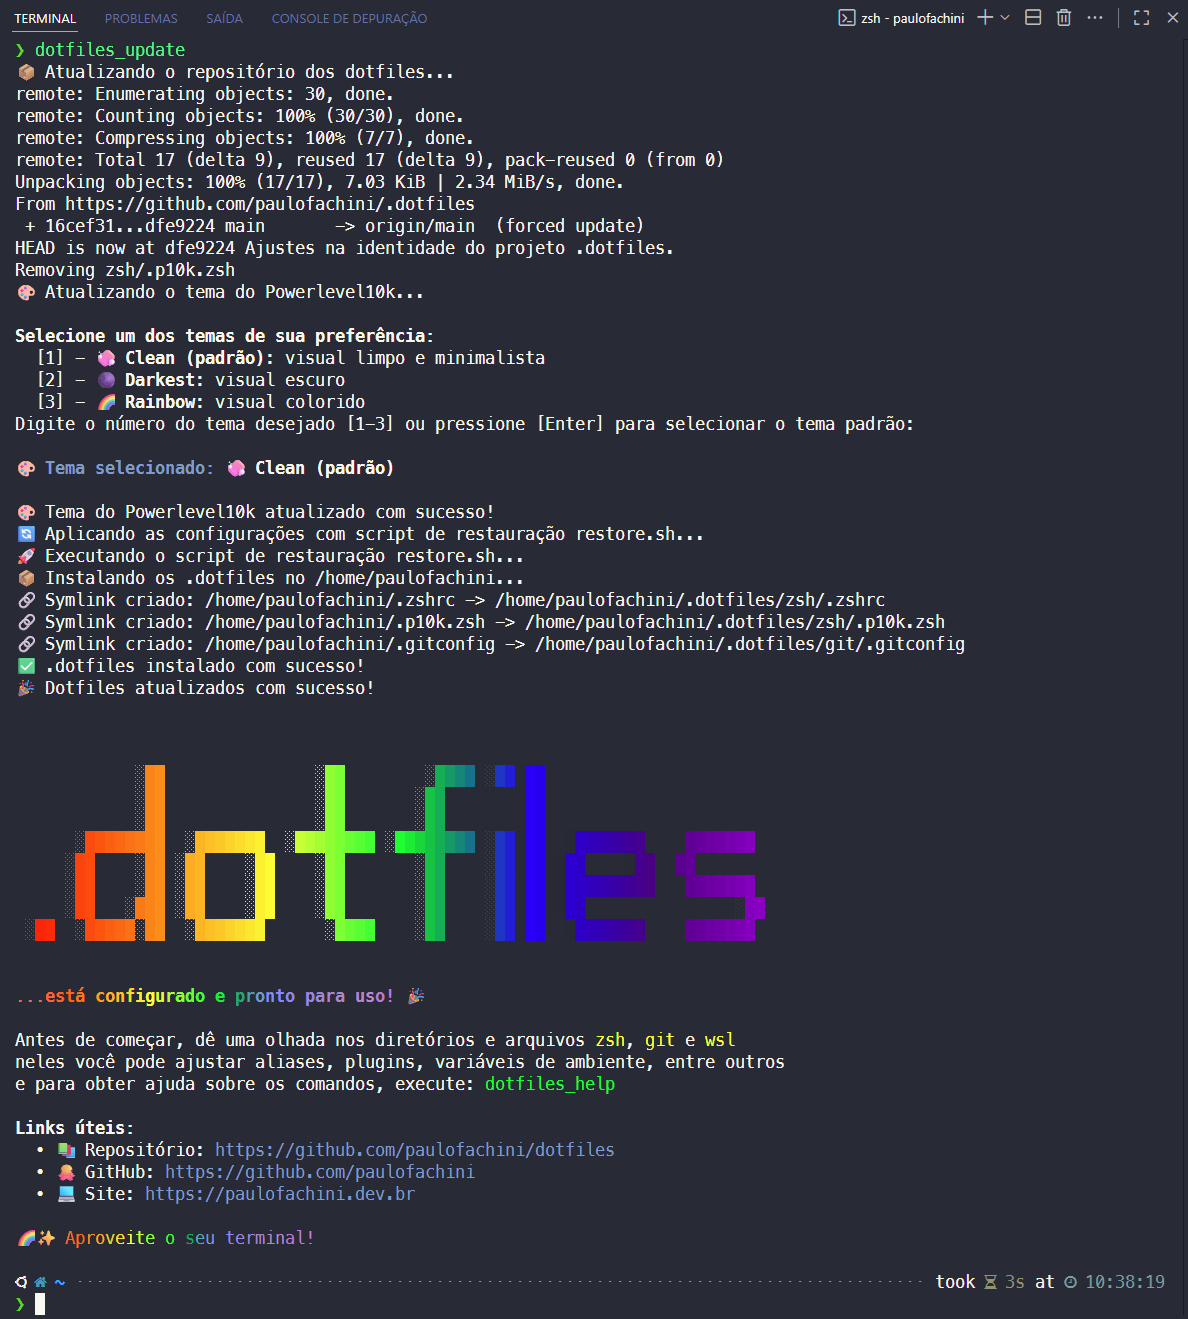 TERMINAL PROBLEMAS SAÍDA CONSOLE DE DEPURAÇÃO zsh - paulofachini
❯ dotfiles_update
📦 Atualizando o repositório dos dotfiles...
remote: Enumerating objects: 30, done.
remote: Counting objects: 100% (30/30), done.
remote: Compressing objects: 100% (7/7), done.
remote: Total 17 (delta 9), reused 17 (delta 9), pack-reused 0 (from 0)
Unpacking objects: 100% (17/17), 7.03 KiB | 2.34 MiB/s, done.
From https://github.com/paulofachini/.dotfiles
 + 16cef31...dfe9224 main       -> origin/main  (forced update)
HEAD is now at dfe9224 Ajustes na identidade do projeto .dotfiles.
Removing zsh/.p10k.zsh
🎨 Atualizando o tema do Powerlevel10k...
Selecione um dos temas de sua preferência:
[1] - Clean (padrão): visual limpo e minimalista
[2] - Darkest: visual escuro
[3] - 🌈 Rainbow: visual colorido
Digite o número do tema desejado [1-3] ou pressione [Enter] para selecionar o tema padrão:
🎨 Tema selecionado: Clean (padrão)
🎨 Tema do Powerlevel10k atualizado com sucesso!
🔄 Aplicando as configurações com script de restauração restore.sh...
🚀 Executando o script de restauração restore.sh...
📦 Instalando os .dotfiles no /home/paulofachini...
🔗 Symlink criado: /home/paulofachini/.zshrc -> /home/paulofachini/.dotfiles/zsh/.zshrc
🔗 Symlink criado: /home/paulofachini/.p10k.zsh -> /home/paulofachini/.dotfiles/zsh/.p10k.zsh
🔗 Symlink criado: /home/paulofachini/.gitconfig -> /home/paulofachini/.dotfiles/git/.gitconfig
✅ .dotfiles instalado com sucesso!
🎉 Dotfiles atualizados com sucesso!
.dotfiles
...está configurado e pronto para uso! 🎉
Antes de começar, dê uma olhada nos diretórios e arquivos zsh, git e wsl
neles você pode ajustar aliases, plugins, variáveis de ambiente, entre outros
e para obter ajuda sobre os comandos, execute: dotfiles_help
Links úteis:
• 📚 Repositório: https://github.com/paulofachini/dotfiles
• 🐙 GitHub: https://github.com/paulofachini
• 💻 Site: https://paulofachini.dev.br
🌈✨ Aproveite o seu terminal!
~ took 3s at 10:38:19
❯